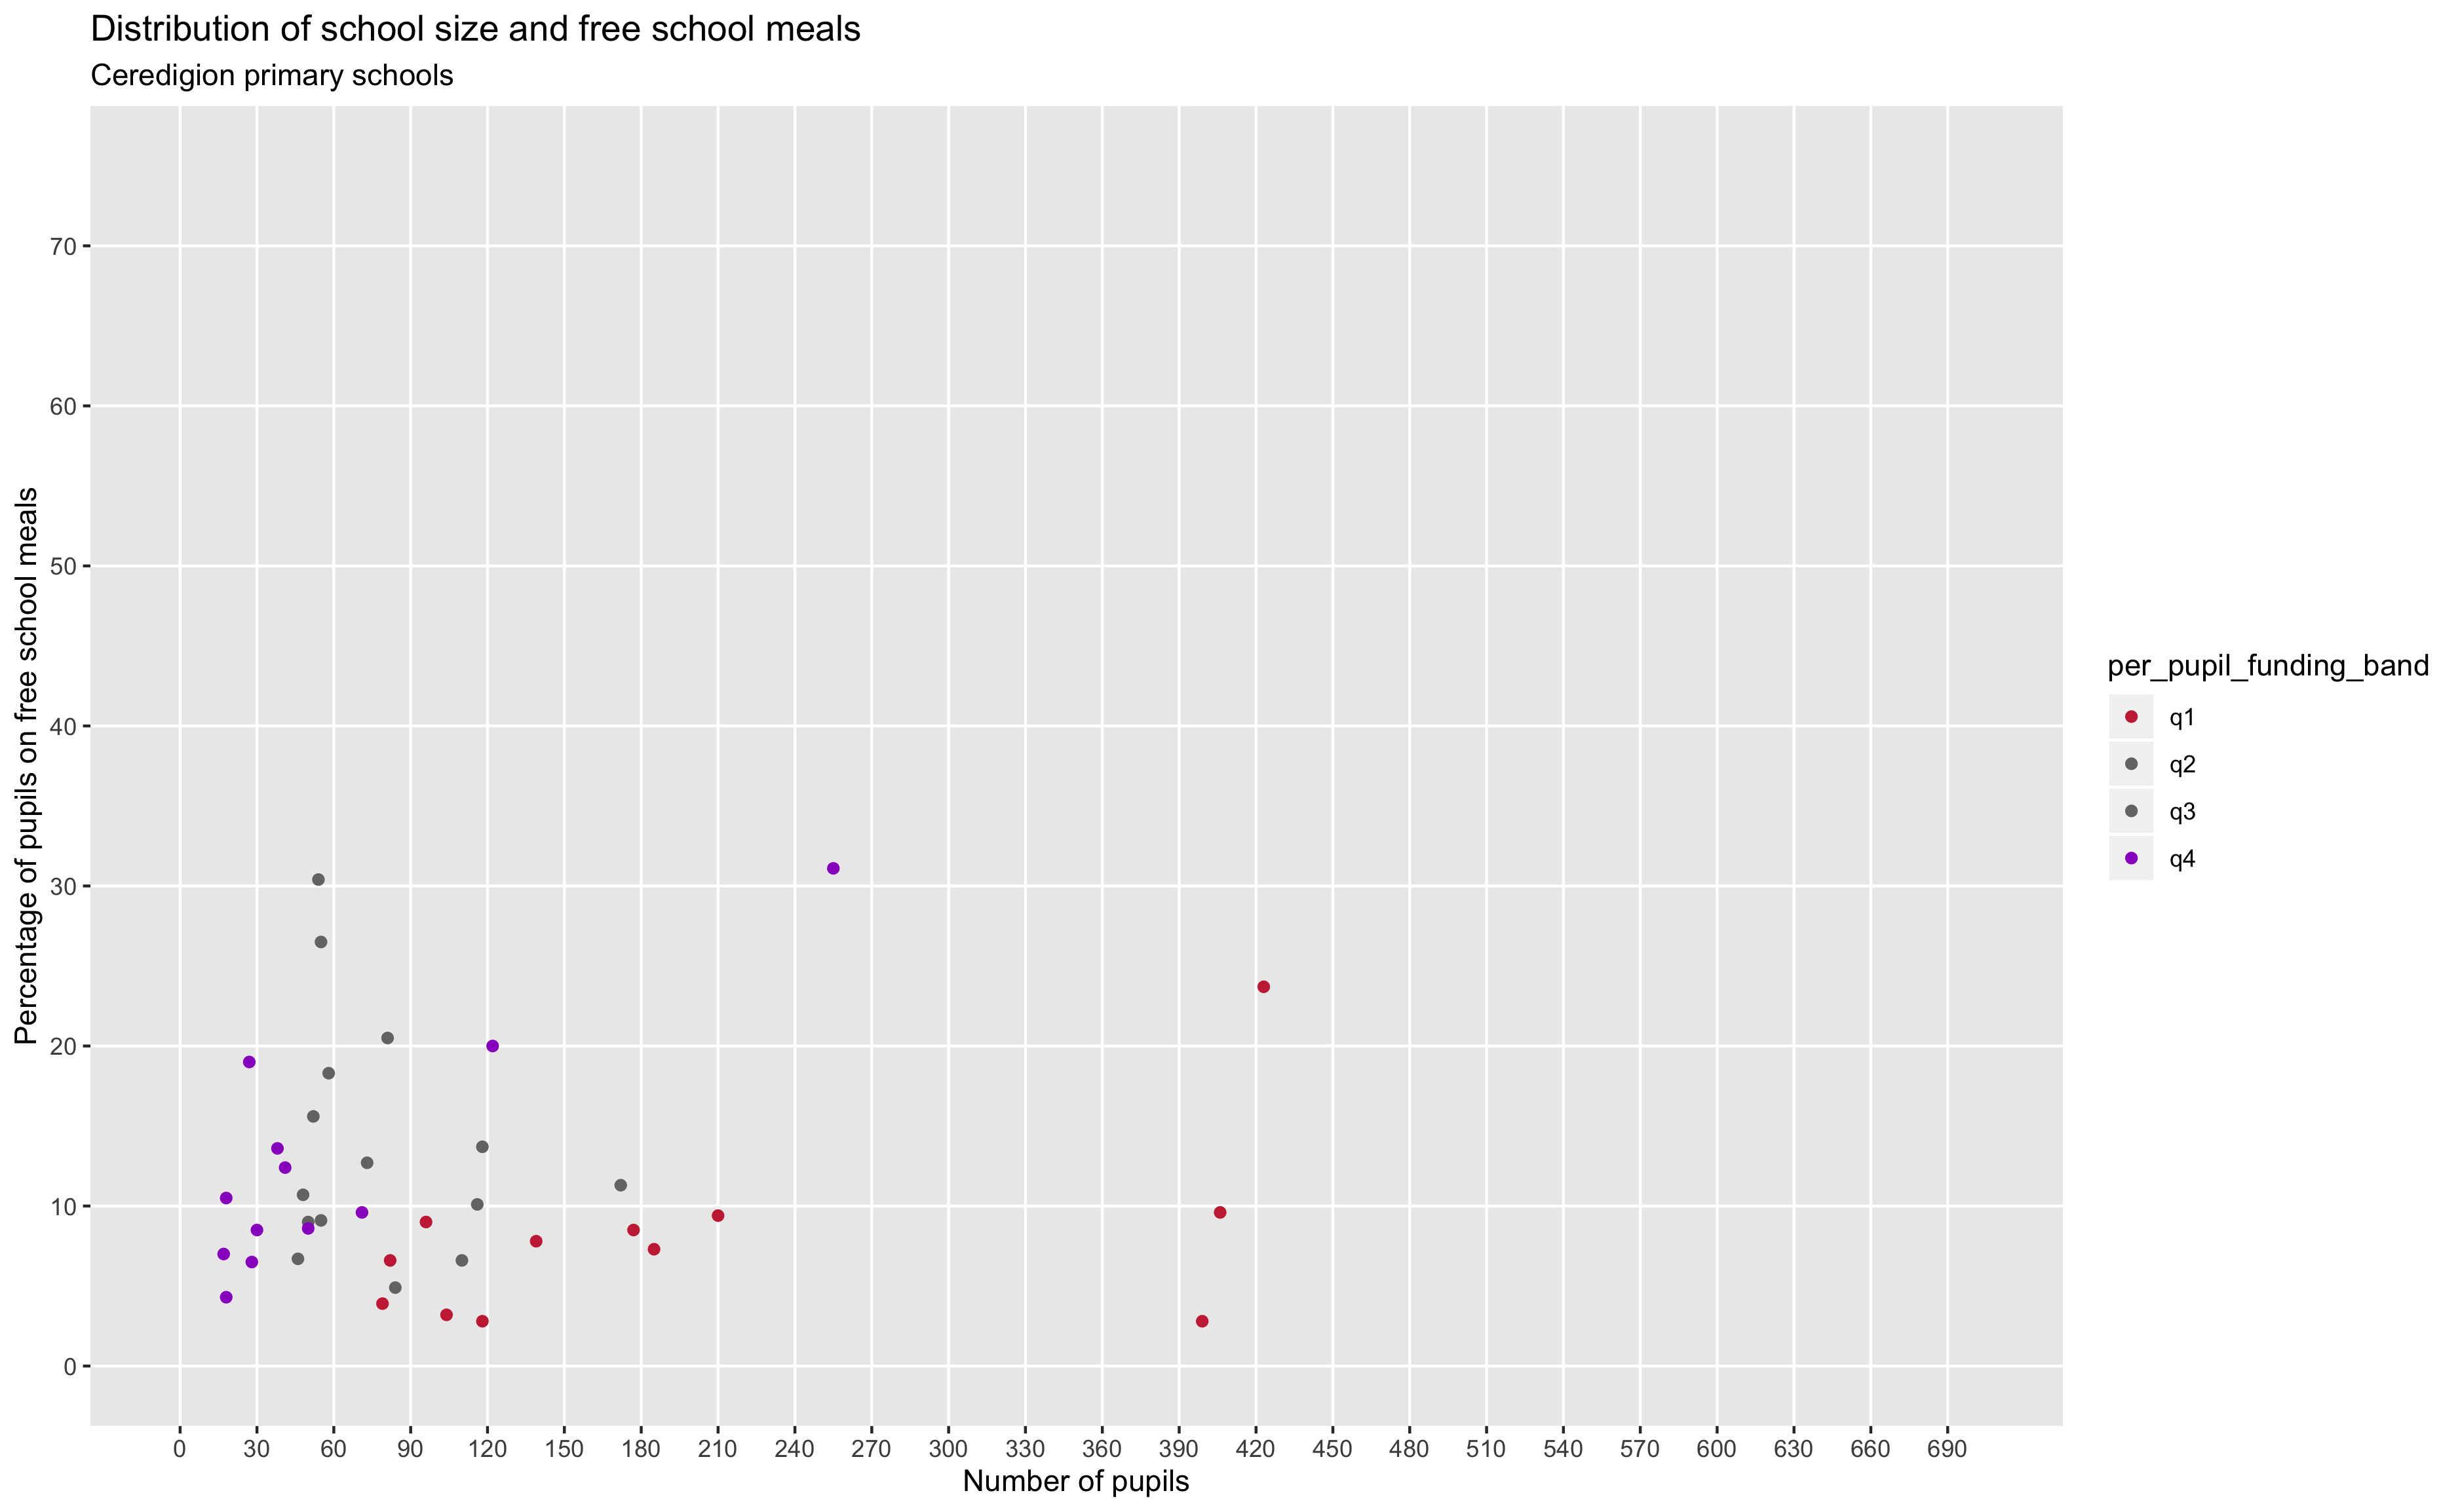 Distribution of school size and free school meals
Ceredigion primary schools
Percentage of pupils on free school meals
70
60
50
40
30
20
10
0
0 30 60 90 120 150 180 210 240 270 300 330 360 390 420 450 480 510 540 570 600 630 660 690
Number of pupils
per_pupil_funding_band
q1
q2
q3
q4